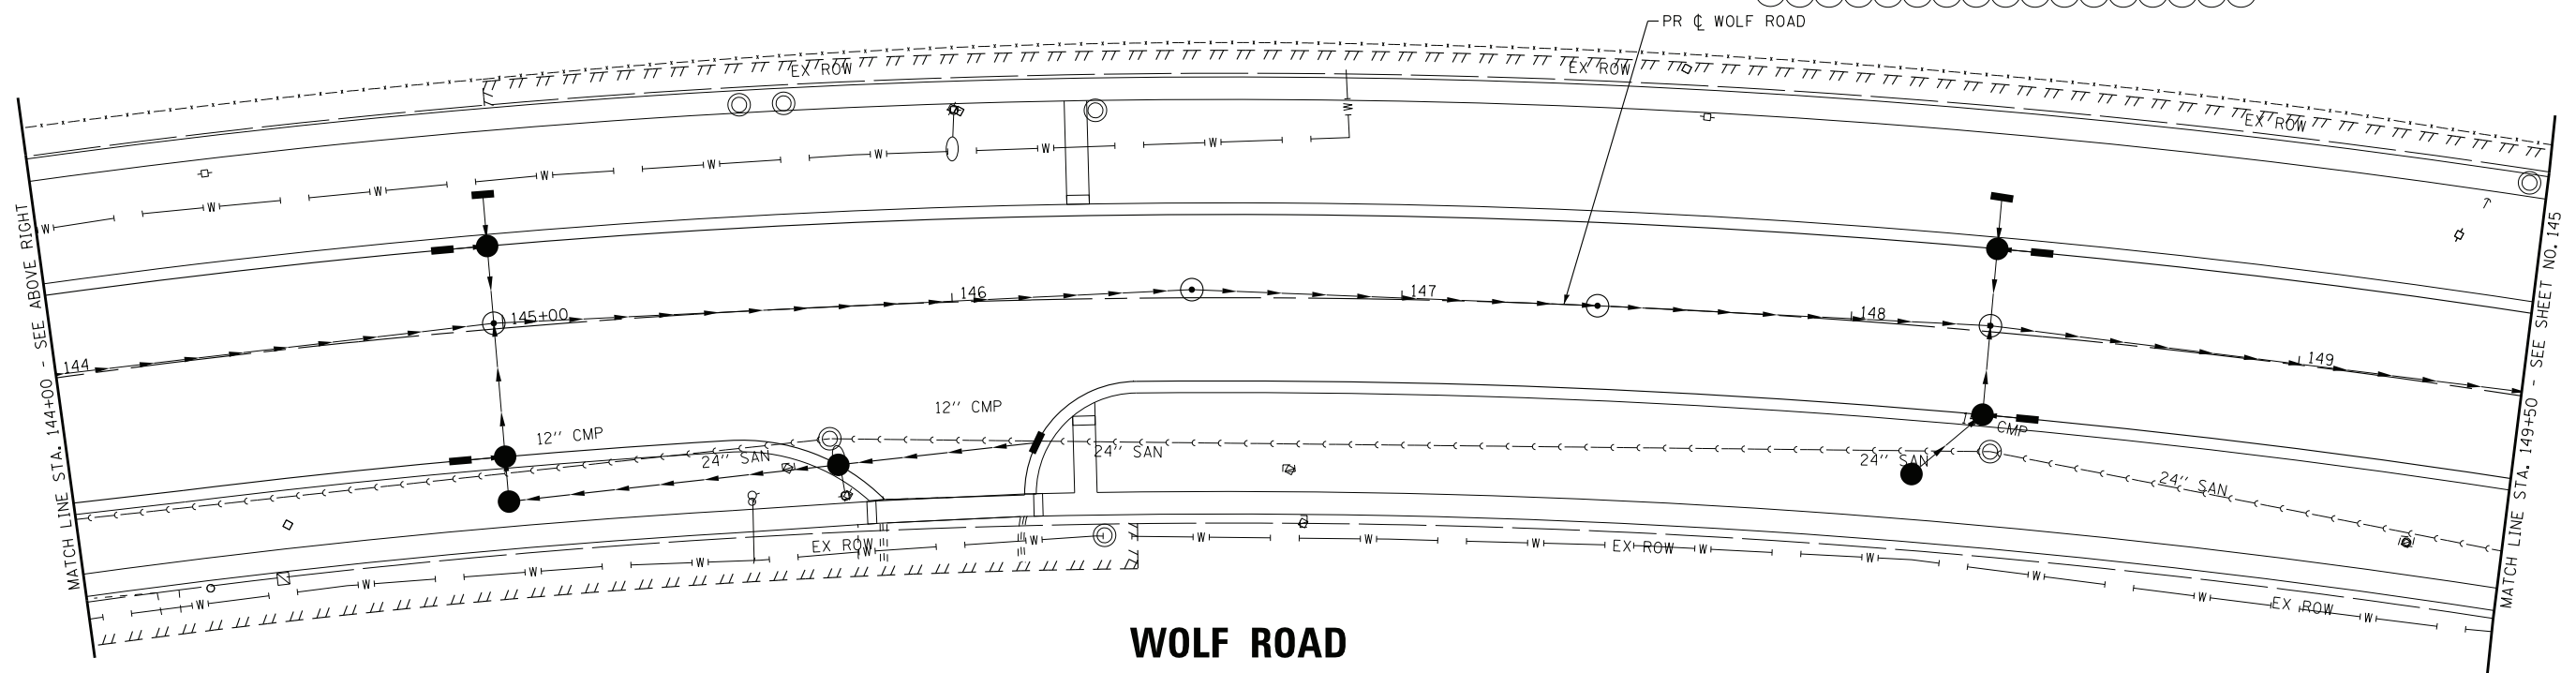 PR ℄ WOLF ROAD
EX ROW
EX ROW
EX ROW
W W W W W W W W W
MATCH LINE STA. 144+00 - SEE ABOVE RIGHT
144
145+00
146
147
148
149
MATCH LINE STA. 149+50 - SEE SHEET NO. 145
12'' CMP
12'' CMP
CMP
24'' SAN
24'' SAN
24'' SAN
24'' SAN
EX ROW
EX ROW
EX ROW
W W W W W W W W W W W W W W
WOLF ROAD